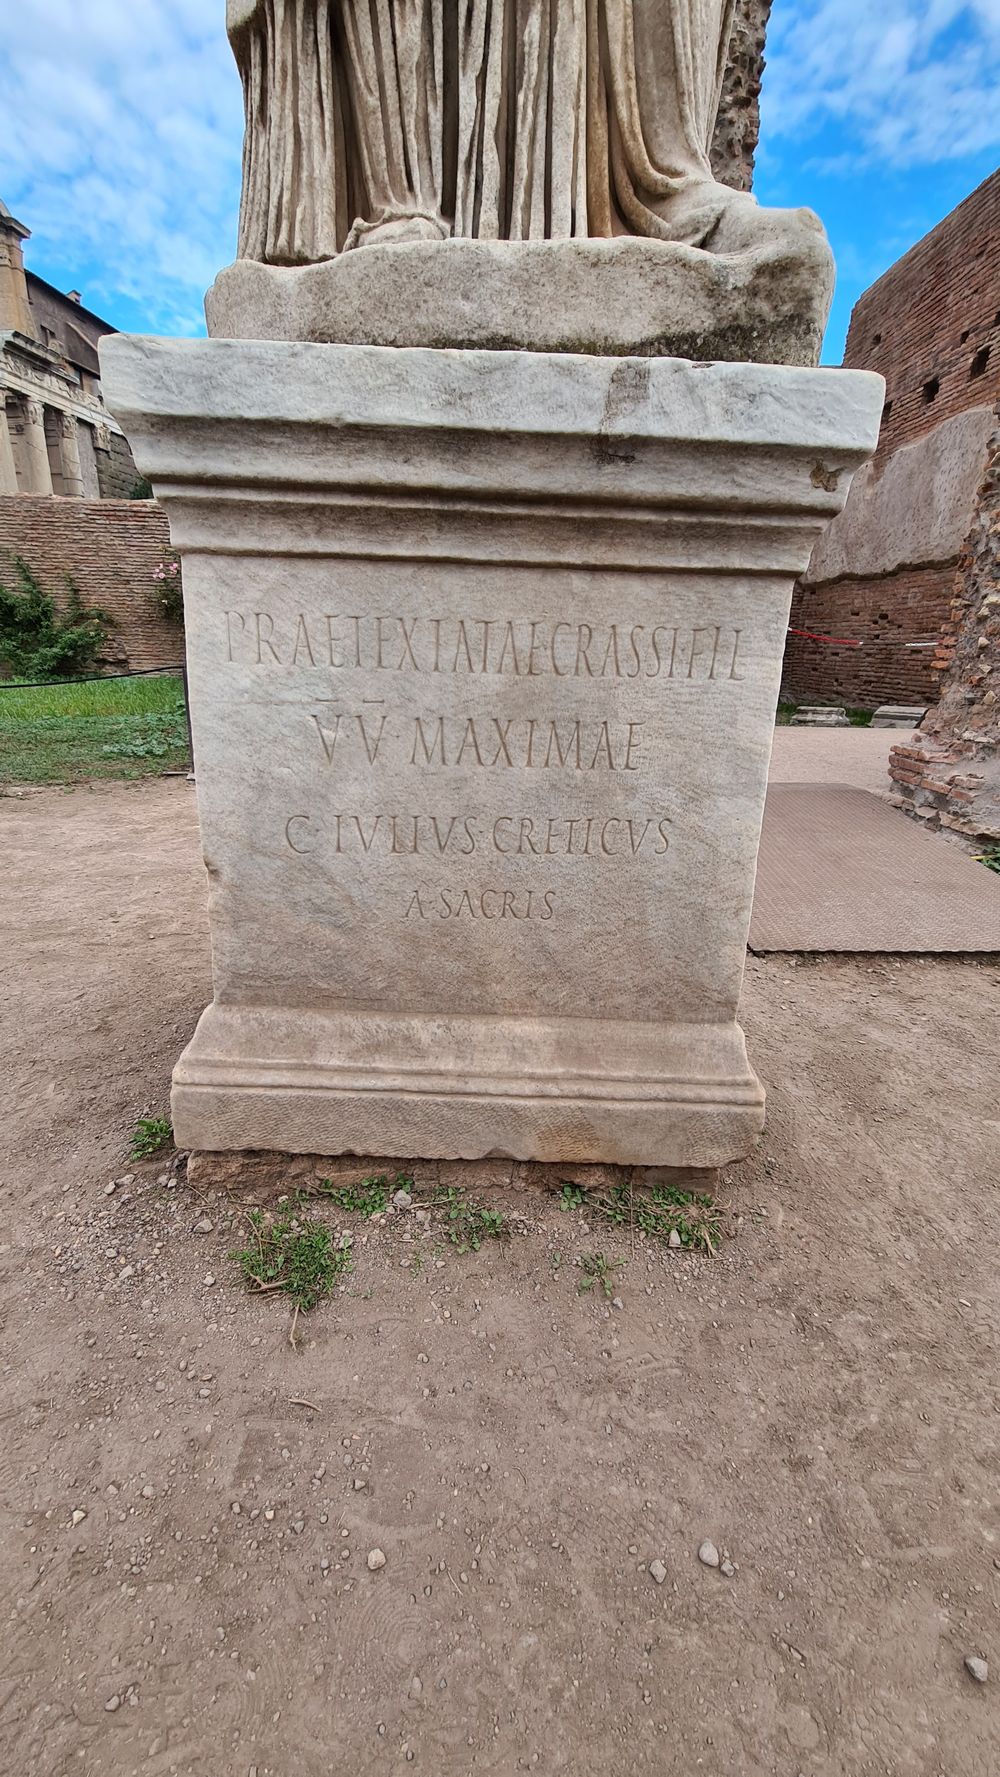 PRAETEXTATAE·CRASSI·FIL
V̅ V̅ MAXIMAE
C·IVLIVS·CRETICVS
A·SACRIS